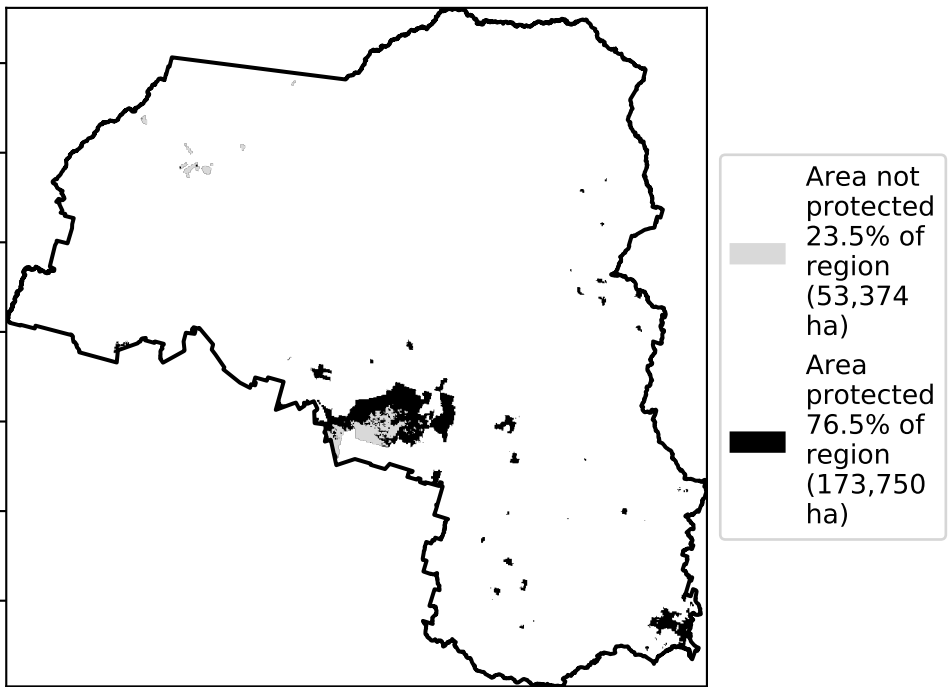 Area not
protected
23.5% of
region
(53,374
ha)
Area
protected
76.5% of
region
(173,750
ha)